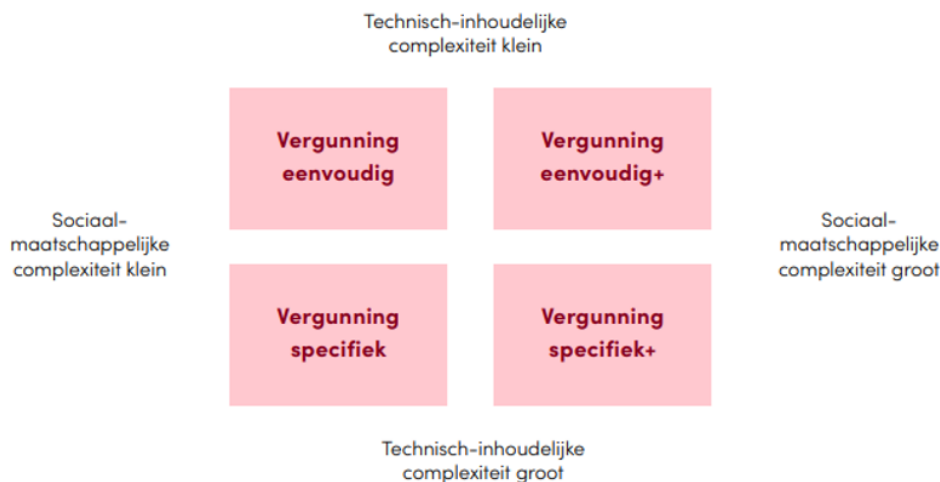 Technisch-inhoudelijke
complexiteit klein
Vergunning
eenvoudig
Vergunning
eenvoudig+
Sociaal-
maatschappelijke
complexiteit klein
Sociaal-
maatschappelijke
complexiteit groot
Vergunning
specifiek
Vergunning
specifiek+
Technisch-inhoudelijke
complexiteit groot